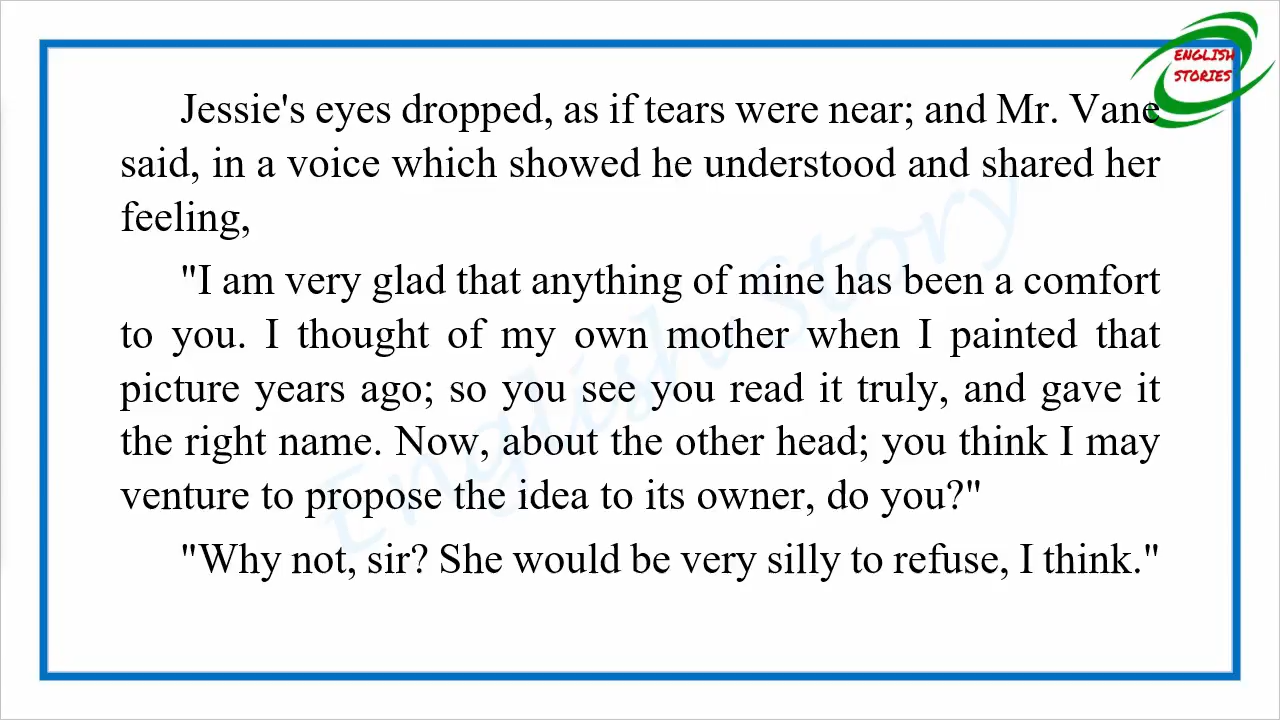 ENGLISH
STORIES
Jessie's eyes dropped, as if tears were near; and Mr. Vane
said, in a voice which showed he understood and shared her
feeling,
"I am very glad that anything of mine has been a comfort
to you. I thought of my own mother when I painted that
picture years ago; so you see you read it truly, and gave it
the right name. Now, about the other head; you think I may
venture to propose the idea to its owner, do you?"
"Why not, sir? She would be very silly to refuse, I think."
English Story